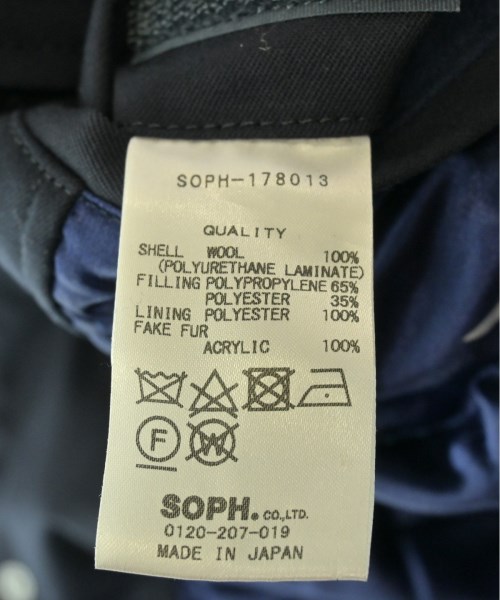 SOPH-178013
QUALITY
SHELL WOOL 100%
(POLYURETHANE LAMINATE)
FILLING POLYPROPYLENE 65%
POLYESTER 35%
LINING POLYESTER 100%
FAKE FUR
ACRYLIC 100%
F W
SOPH. CO.,LTD.
0120-207-019
MADE IN JAPAN